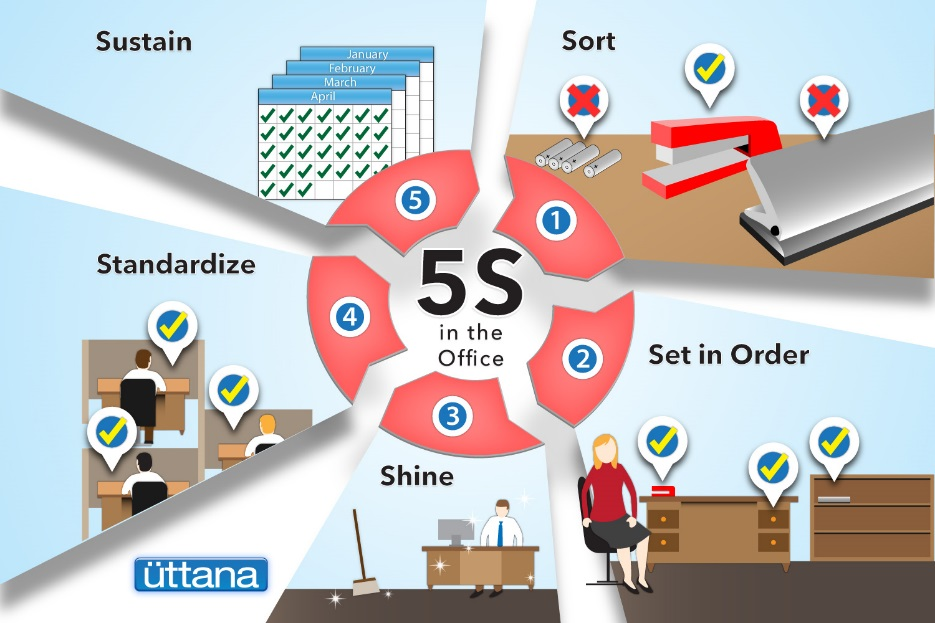 Sustain
January
February
March
April
Sort
5
1
5S
in the
Office
4
2
3
Standardize
Set in Order
Shine
üttana